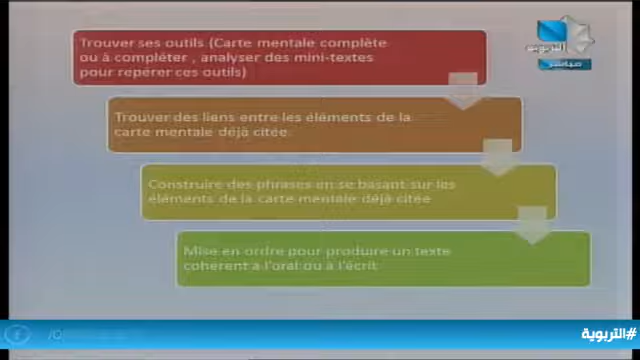 Trouver ses outils (Carte mentale complète
ou à compléter , analyser des mini-textes
pour repérer ces outils)
Trouver des liens entre les éléments de la
carte mentale déjà citée.
Construire des phrases en se basant sur les
éléments de la carte mentale déjà citée
Mise en ordre pour produire un texte
cohérent à l'oral ou à l'écrit
التربوية
مباشر
#التربوية